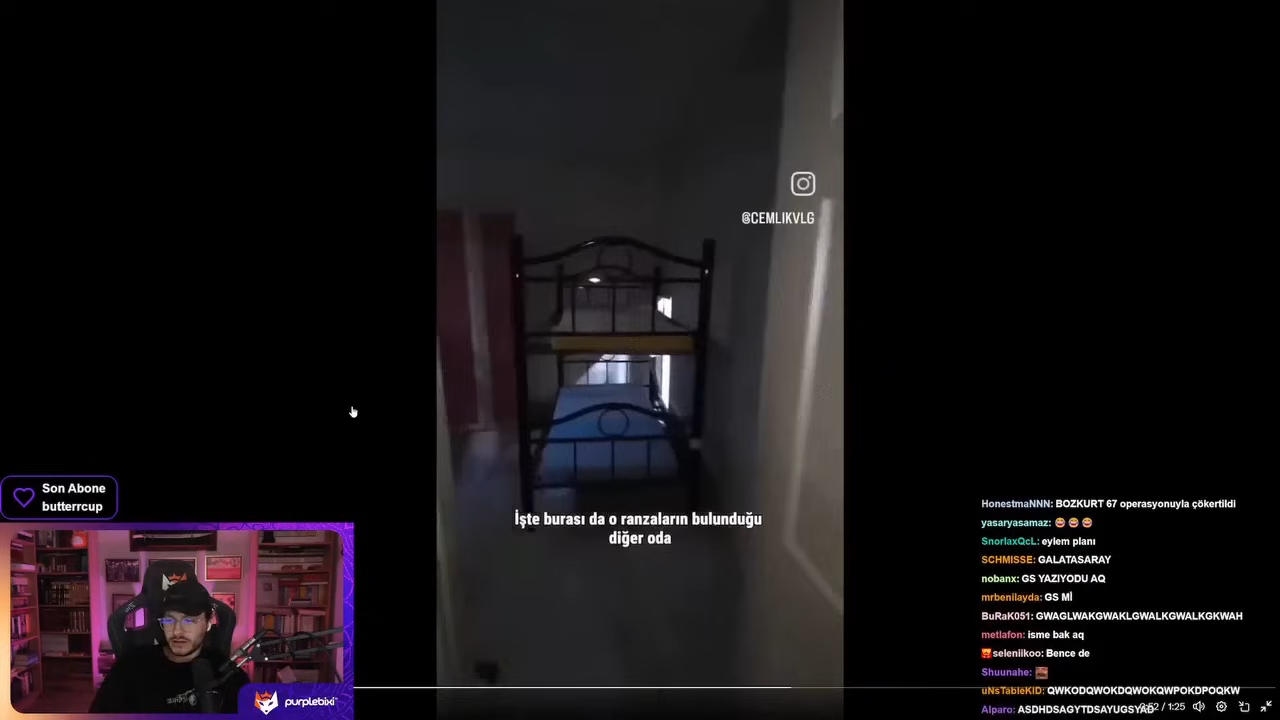 @CEMLIKVLG
İşte burası da o ranzaların bulunduğu
diğer oda
Son Abone
butterrcup
purplebixi
HonestmaNNN: BOZKURT 67 operasyonuyla çökertildi
yasaryasamaz:
SnorlaxQcL: eylem planı
SCHMISSE: GALATASARAY
nobanx: GS YAZIYODU AQ
mrbenilayda: GS Mİ
BuRaK051: GWAGLWAKGWAKLGWALKGWALKGKWAH
metlafon: isme bak aq
seleniikoo: Bence de
Shuunahe:
uNsTableKID: QWKODQWOKDQWOKQWPOKDPOQKW
Alparo: ASDHDSAGYTDSAYUGSYAD
/ 1:25